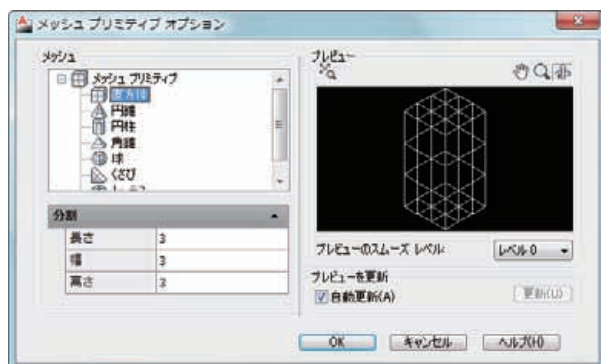 メッシュ プリミティブ オプション
メッシュ
メッシュ プリミティブ
直方体
円錐
円柱
角錐
球
くさび
分割
長さ 3
幅 3
高さ 3
プレビュー
プレビューのスムーズ レベル:
レベル 0
プレビューを更新
自動更新(A)
更新(U)
OK
キャンセル
ヘルプ(H)